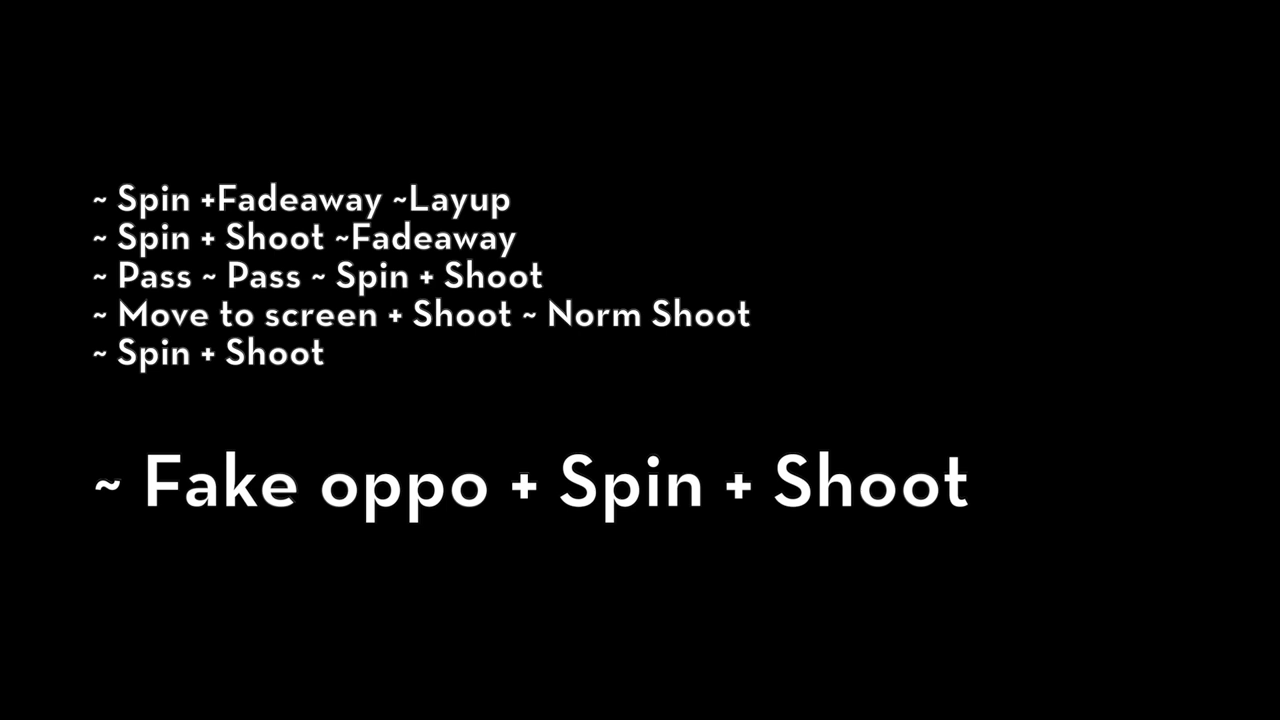 ~ Spin +Fadeaway ~Layup
~ Spin + Shoot ~Fadeaway
~ Pass ~ Pass ~ Spin + Shoot
~ Move to screen + Shoot ~ Norm Shoot
~ Spin + Shoot
~ Fake oppo + Spin + Shoot